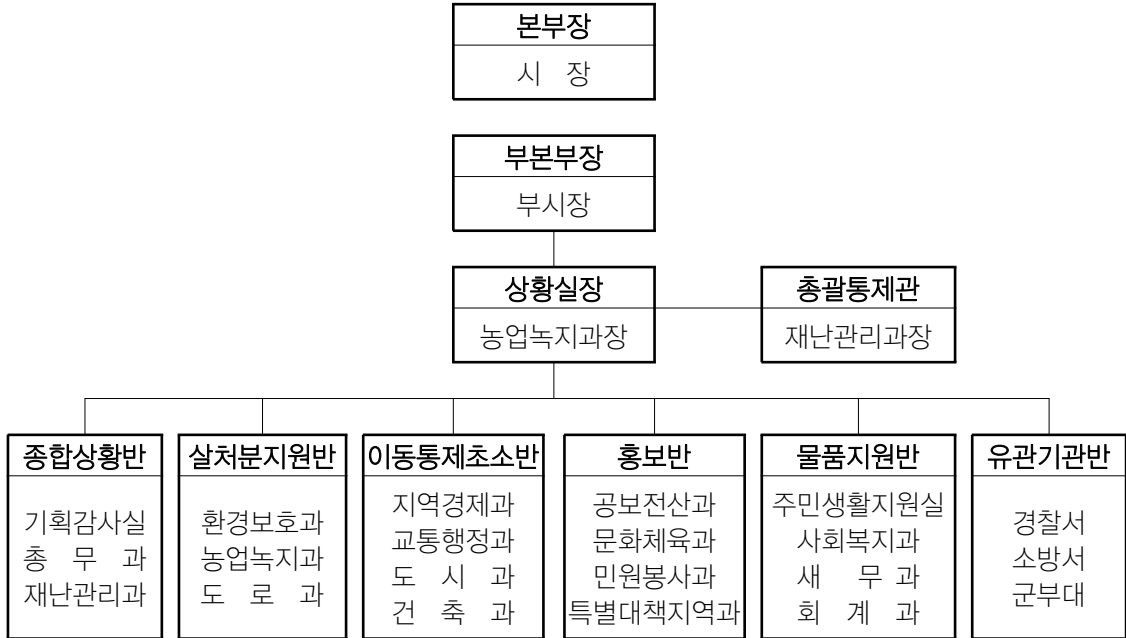 본부장
시 장
부본부장
부시장
상황실장
농업녹지과장
총괄통제관
재난관리과장
종합상황반
기획감사실
총 무 과
재난관리과
살처분지원반
환경보호과
농업녹지과
도 로 과
이동통제초소반
지역경제과
교통행정과
도 시 과
건 축 과
홍보반
공보전산과
문화체육과
민원봉사과
특별대책지역과
물품지원반
주민생활지원실
사회복지과
새 무 과
회 계 과
유관기관반
경찰서
소방서
군부대